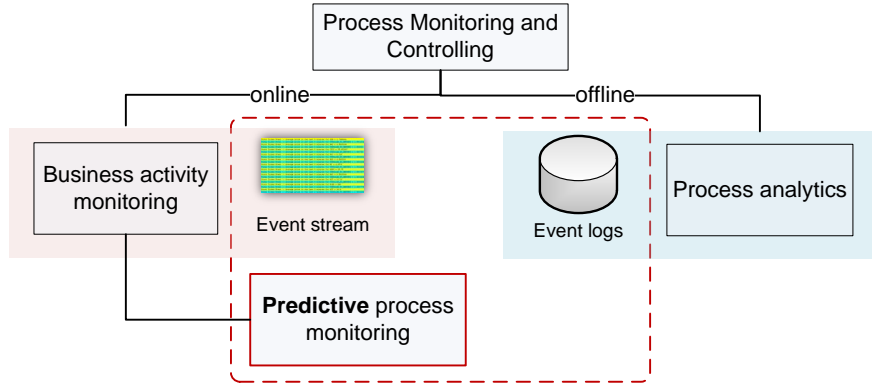 Process Monitoring and
Controlling
online
offline
Business activity
monitoring
Event stream
Event logs
Process analytics
Predictive process
monitoring